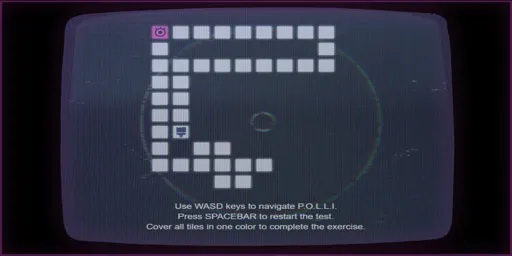 Use WASD keys to navigate P.O.L.L.I.
Press SPACEBAR to restart the test.
Cover all tiles in one color to complete the exercise.